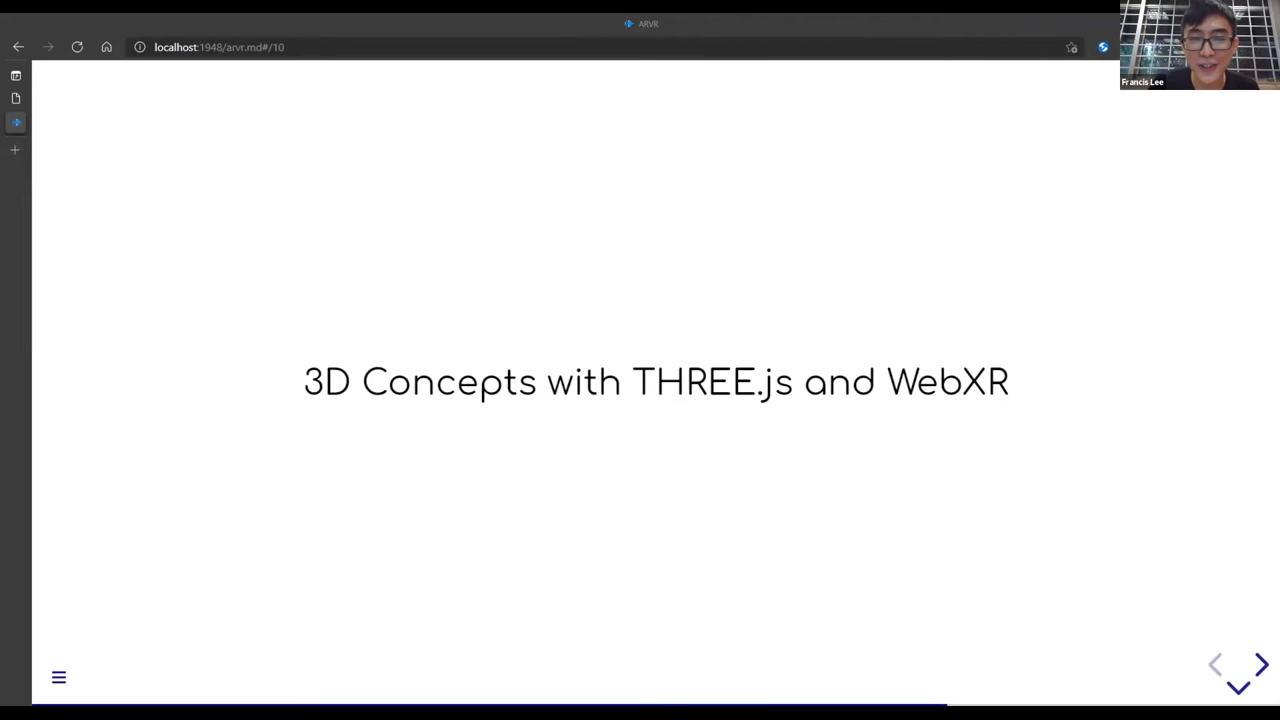 ARVR
localhost:1948/arvr.md#/10
Francis Lee
3D Concepts with THREE.js and WebXR